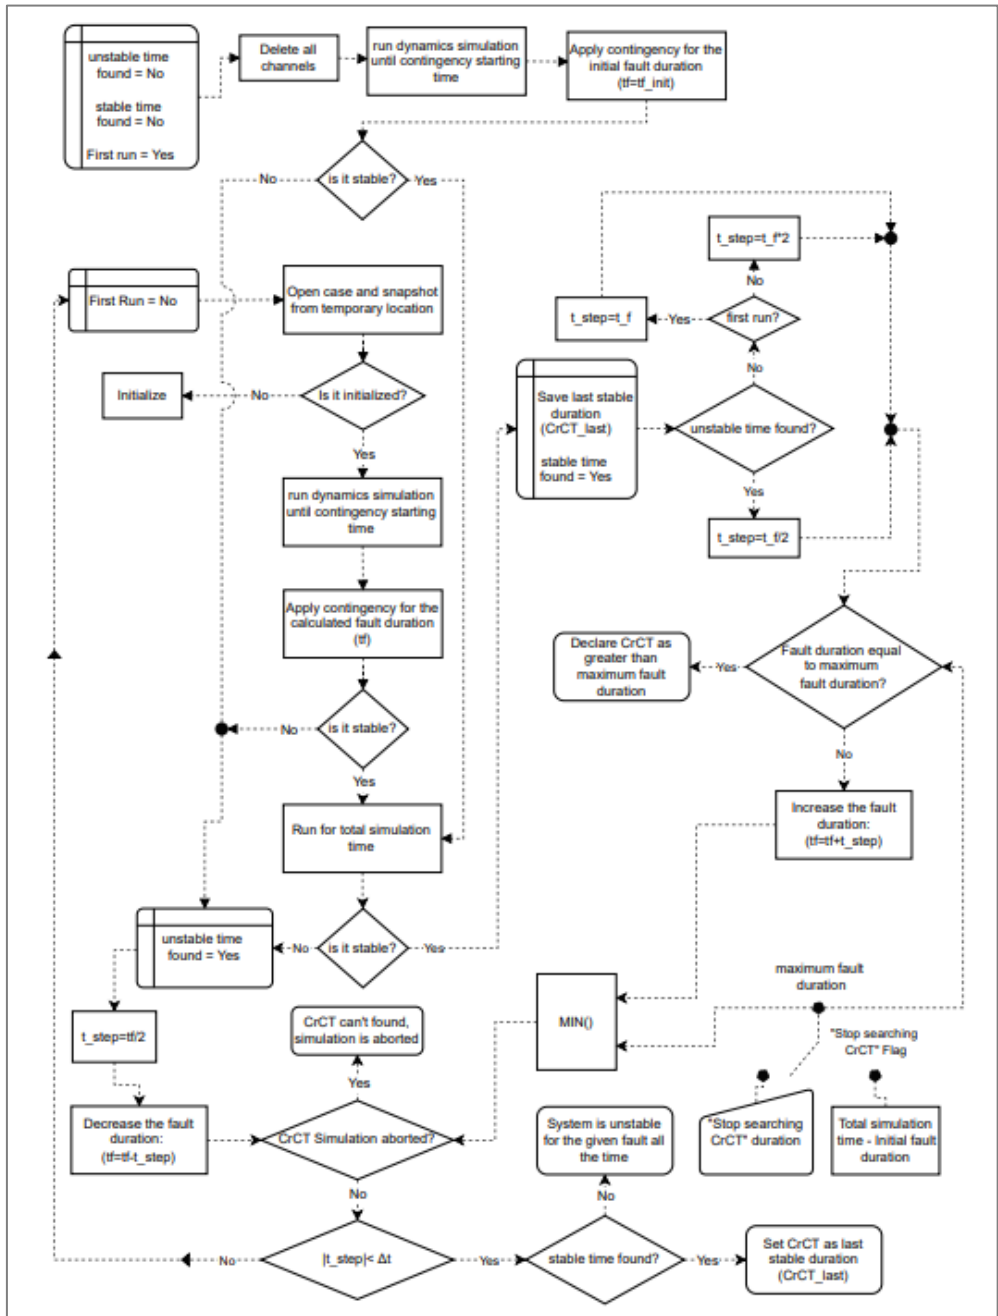 unstable time
found = No
stable time
found = No
First run = Yes
Delete all
channels
run dynamics simulation
until contingency starting
time
Apply contingency for the
initial fault duration
(tf=tf_init)
No
is it stable?
Yes
t_step=t_f*2
First Run = No
Open case and snapshot
from temporary location
No
t_step=t_f
Yes
first run?
No
Initialize
No
Is it initialized?
Save last stable
duration
(CrCT_last)
stable time
found = Yes
unstable time found?
Yes
Yes
run dynamics simulation
until contingency starting
time
t_step=t_f/2
Apply contingency for the
calculated fault duration
(tf)
Declare CrCT as
greater than
maximum fault
duration
Yes
Fault duration equal
to maximum
fault duration?
No
is it stable?
No
Yes
Run for total simulation
time
Increase the fault
duration:
(tf=tf+t_step)
unstable time
found = Yes
No
is it stable?
Yes
maximum fault
duration
t_step=tf/2
CrCT can't found,
simulation is aborted
MIN()
"Stop searching
CrCT" Flag
Yes
Decrease the fault
duration:
(tf=tf-t_step)
CrCT Simulation aborted?
System is unstable
for the given fault all
the time
"Stop searching
CrCT" duration
Total simulation
time - Initial fault
duration
No
No
No
|t_step|< Δt
Yes
stable time found?
Yes
Set CrCT as last
stable duration
(CrCT_last)